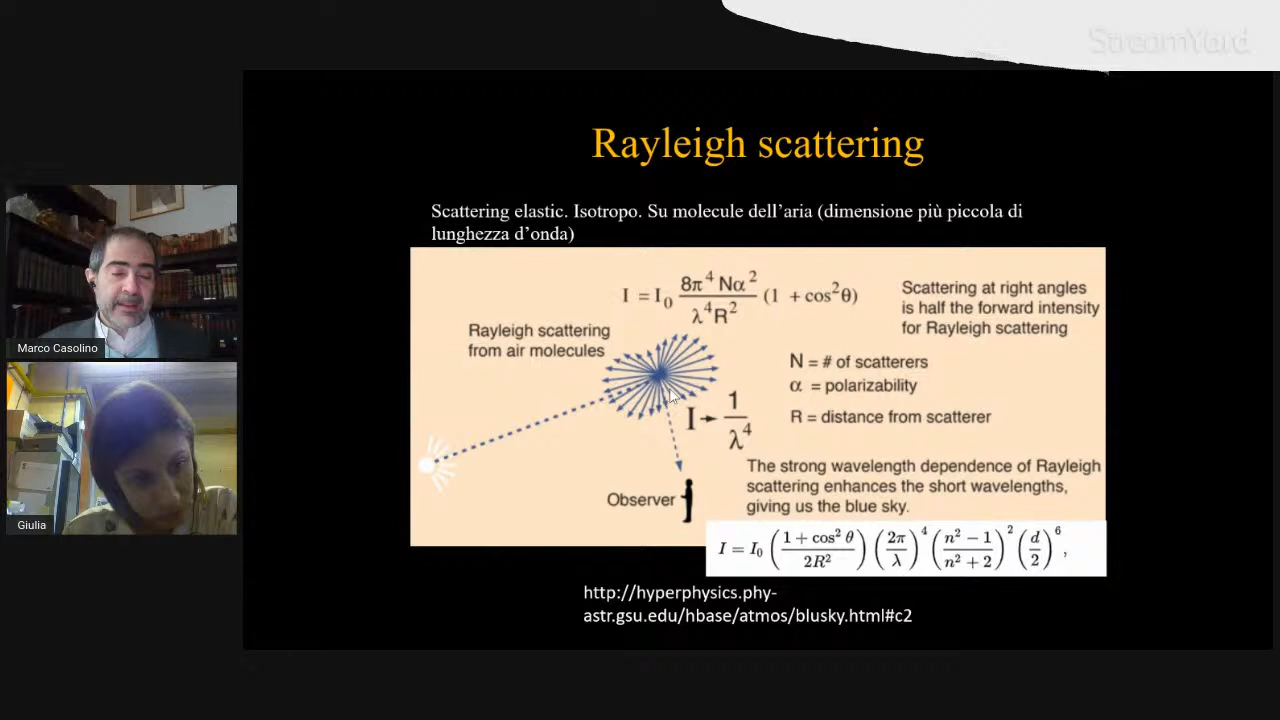 StreamYard
Rayleigh scattering
Scattering elastic. Isotropo. Su molecule dell'aria (dimensione più piccola di
lunghezza d'onda)
I = I₀ 8π⁴Nα² / λ⁴R² (1 + cos²θ)
Scattering at right angles
is half the forward intensity
for Rayleigh scattering
Rayleigh scattering
from air molecules
N = # of scatterers
α = polarizability
R = distance from scatterer
I → 1 / λ⁴
The strong wavelength dependence of Rayleigh
scattering enhances the short wavelengths,
giving us the blue sky.
Observer
I = I₀ ( (1 + cos² θ) / 2R² ) ( 2π / λ )⁴ ( (n² − 1) / (n² + 2) )² ( d / 2 )⁶,
http://hyperphysics.phy-
astr.gsu.edu/hbase/atmos/blusky.html#c2
Marco Casolino
Giulia